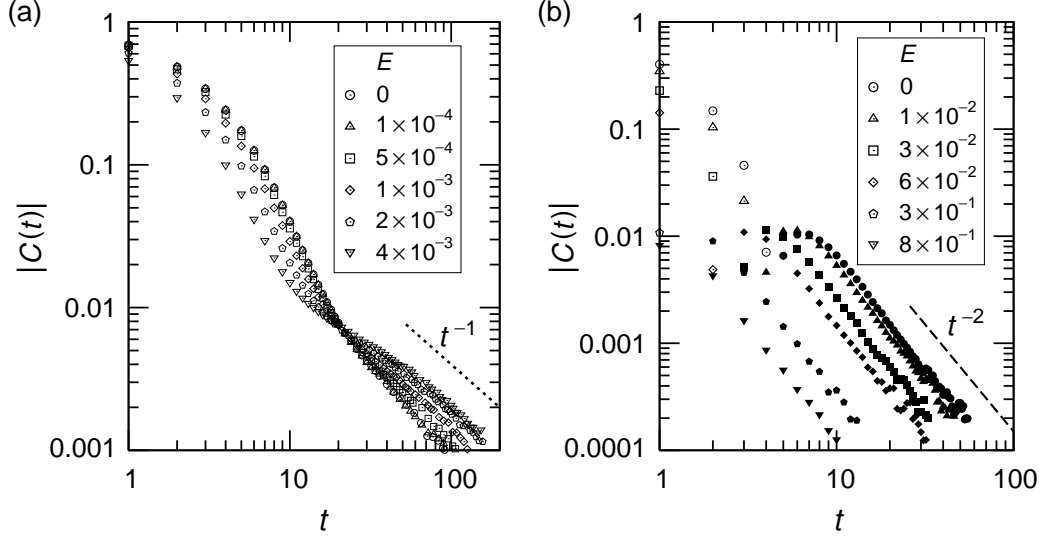 (a)
1
0.1
0.01
0.001
|C(t)|
1
10
100
t
E
0
1×10⁻⁴
5×10⁻⁴
1×10⁻³
2×10⁻³
4×10⁻³
t⁻¹
(b)
1
0.1
0.01
0.001
0.0001
|C(t)|
1
10
100
t
E
0
1×10⁻²
3×10⁻²
6×10⁻²
3×10⁻¹
8×10⁻¹
t⁻²